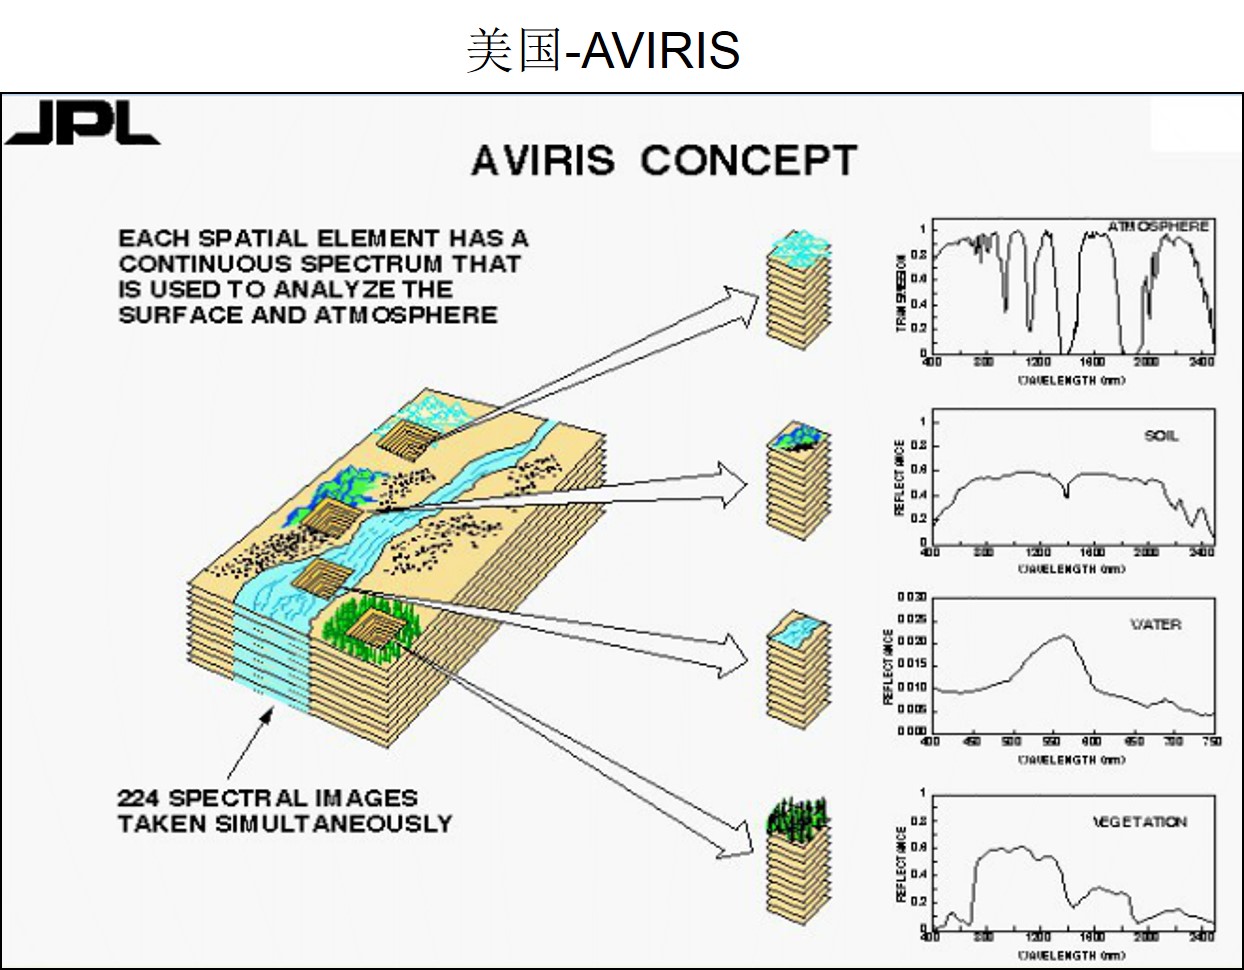 美国-AVIRIS
JPL
AVIRIS CONCEPT
EACH SPATIAL ELEMENT HAS A
CONTINUOUS SPECTRUM THAT
IS USED TO ANALYZE THE
SURFACE AND ATMOSPHERE
224 SPECTRAL IMAGES
TAKEN SIMULTANEOUSLY
ATMOSPHERE
TRANSMISSION
1
0.8
0.6
0.4
0.2
0
400 800 1200 1600 2000 2400
WAVELENGTH (nm)
SOIL
REFLECTANCE
1
0.8
0.6
0.4
0.2
0
400 800 1200 1600 2000 2400
WAVELENGTH (nm)
WATER
REFLECTANCE
0.030
0.025
0.020
0.015
0.010
0.005
0.000
400 450 500 550 600 650 700 750
WAVELENGTH (nm)
VEGETATION
REFLECTANCE
1
0.8
0.6
0.4
0.2
0
400 800 1200 1600 2000 2400
WAVELENGTH (nm)